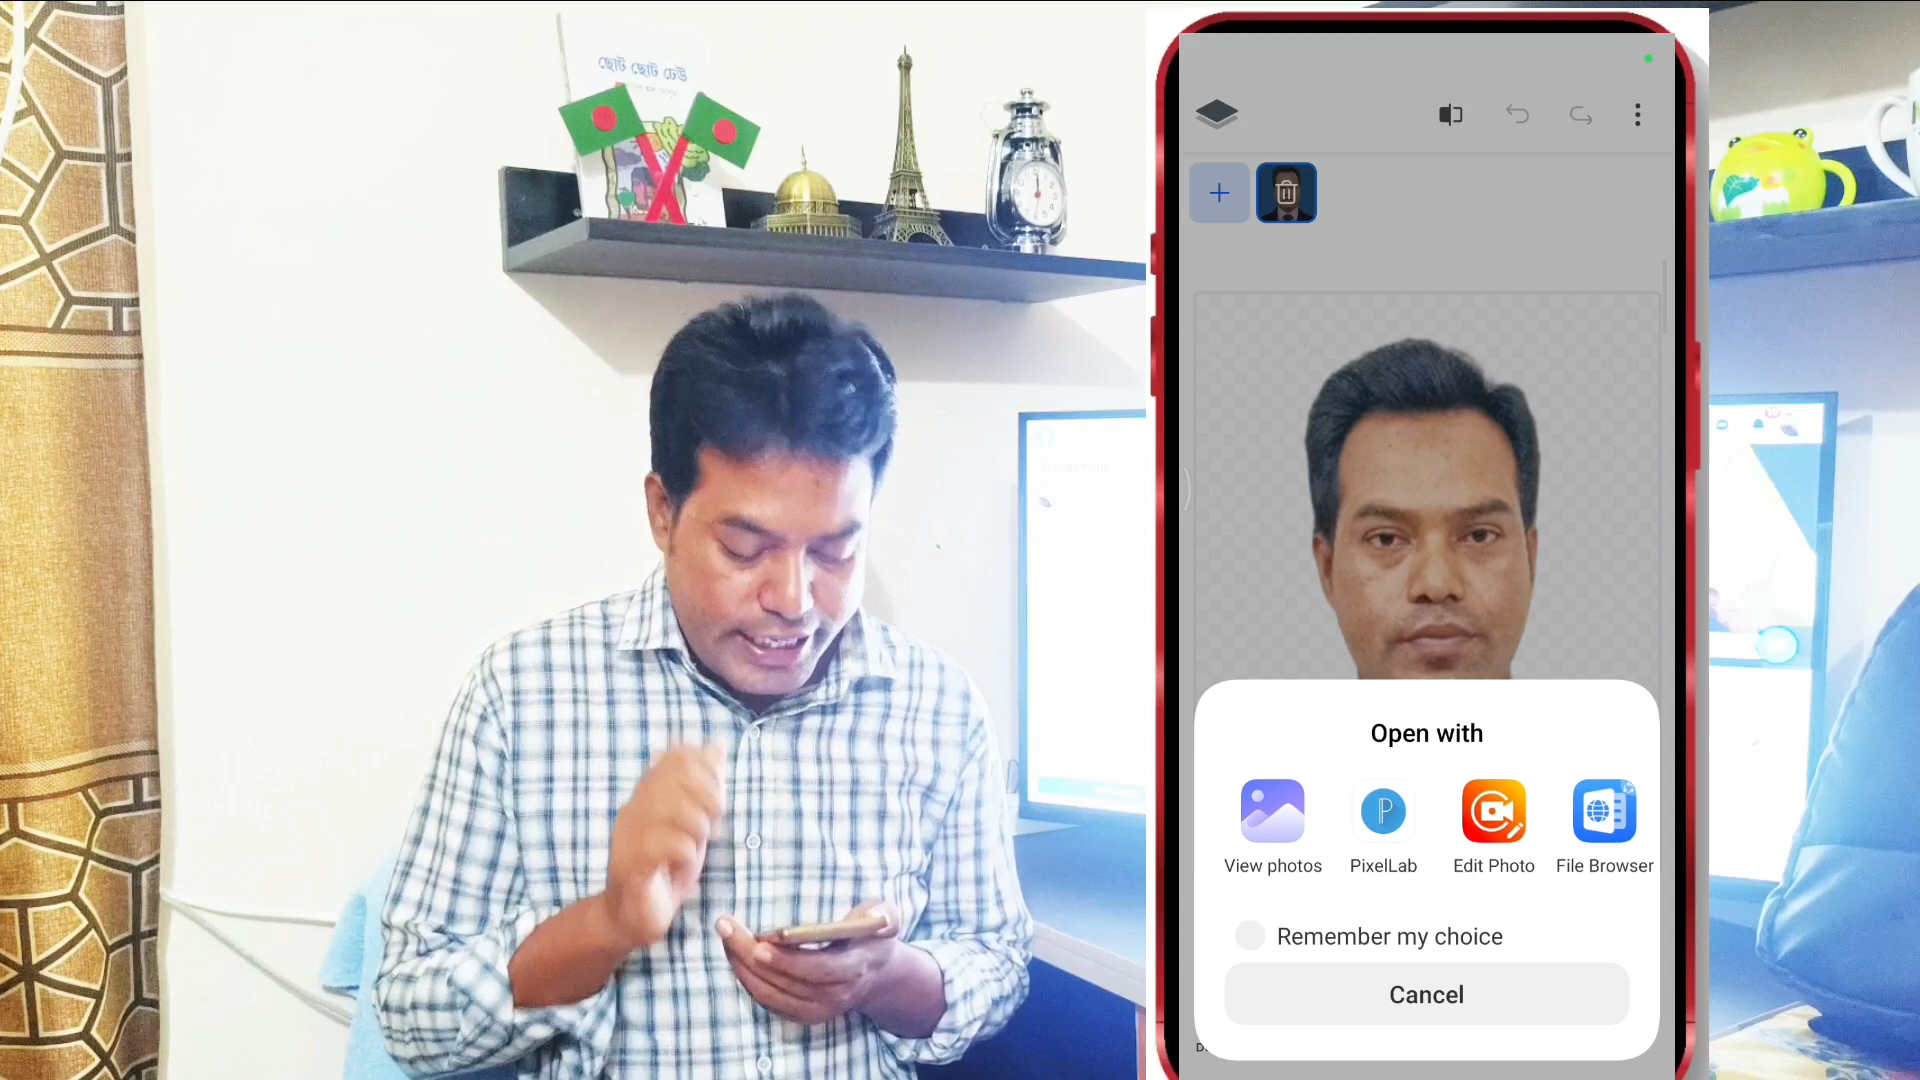 ছোট ছোট ঢেউ
Open with
View photos
PixelLab
Edit Photo
File Browser
Remember my choice
Cancel